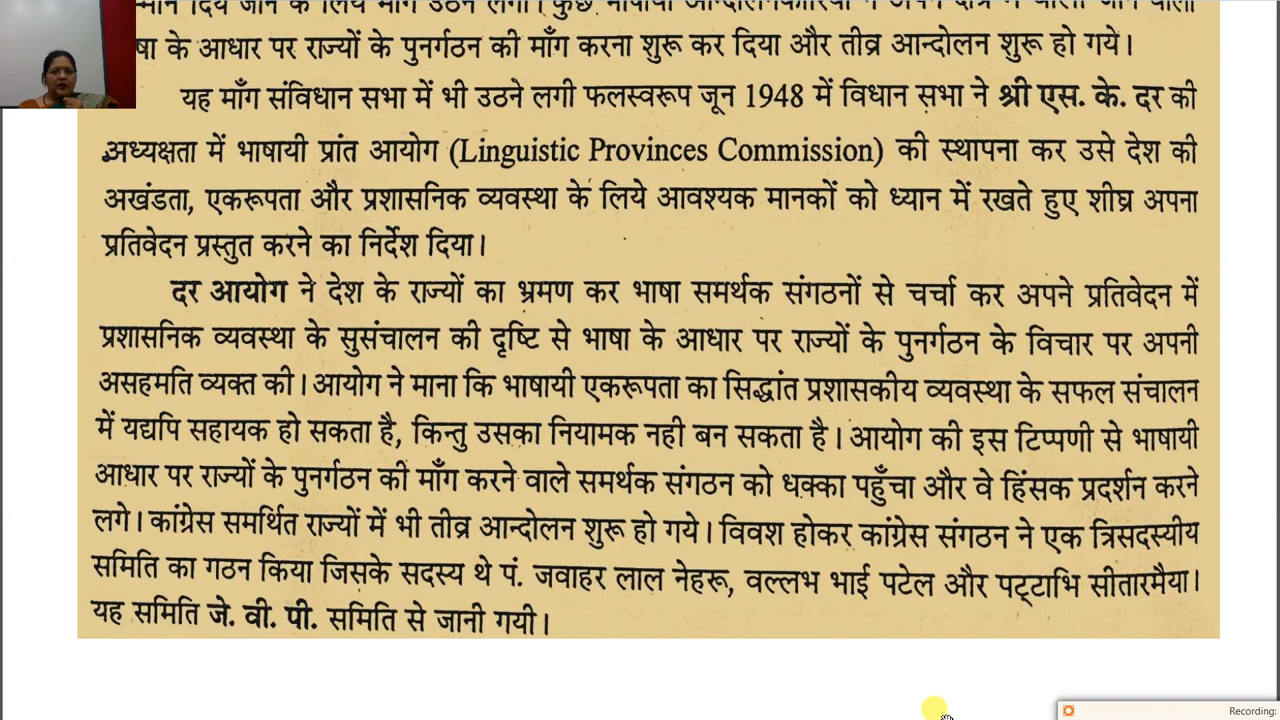 दिये जाने के लिये माँग उठने लगी। कुछ
के आधार पर राज्यों के पुनर्गठन की माँग करना शुरू कर दिया और तीव्र आन्दोलन शुरू हो गये।
यह माँग संविधान सभा में भी उठने लगी फलस्वरूप जून 1948 में विधान सभा ने श्री एस. के. दर की
अध्यक्षता में भाषायी प्रांत आयोग (Linguistic Provinces Commission) की स्थापना कर उसे देश की
अखंडता, एकरूपता और प्रशासनिक व्यवस्था के लिये आवश्यक मानकों को ध्यान में रखते हुए शीघ्र अपना
प्रतिवेदन प्रस्तुत करने का निर्देश दिया।
दर आयोग ने देश के राज्यों का भ्रमण कर भाषा समर्थक संगठनों से चर्चा कर अपने प्रतिवेदन में
प्रशासनिक व्यवस्था के सुसंचालन की दृष्टि से भाषा के आधार पर राज्यों के पुनर्गठन के विचार पर अपनी
असहमति व्यक्त की। आयोग ने माना कि भाषायी एकरूपता का सिद्धांत प्रशासकीय व्यवस्था के सफल संचालन
में यद्यपि सहायक हो सकता है, किन्तु उसका नियामक नही बन सकता है। आयोग की इस टिप्पणी से भाषायी
आधार पर राज्यों के पुनर्गठन की माँग करने वाले समर्थक संगठन को धक्का पहुँचा और वे हिंसक प्रदर्शन करने
लगे। कांग्रेस समर्थित राज्यों में भी तीव्र आन्दोलन शुरू हो गये। विवश होकर कांग्रेस संगठन ने एक त्रिसदस्यीय
समिति का गठन किया जिसके सदस्य थे पं. जवाहर लाल नेहरू, वल्लभ भाई पटेल और पट्टाभि सीतारमैया।
यह समिति जे. वी. पी. समिति से जानी गयी।
Recording: